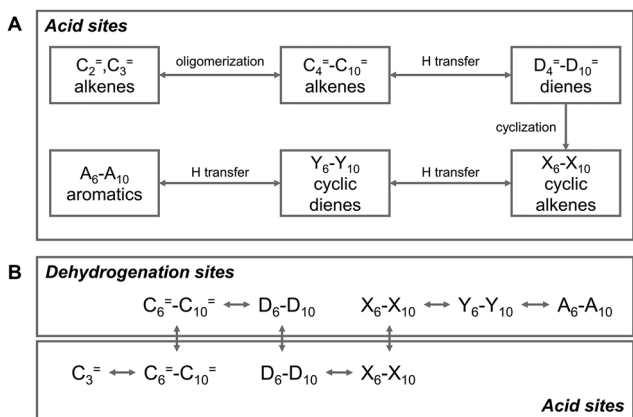 A
Acid sites
C₂⁼,C₃⁼
alkenes
oligomerization
C₄⁼-C₁₀⁼
alkenes
H transfer
D₄⁼-D₁₀⁼
dienes
cyclization
A₆-A₁₀
aromatics
H transfer
Y₆-Y₁₀
cyclic
dienes
H transfer
X₆-X₁₀
cyclic
alkenes
B
Dehydrogenation sites
C₆⁼-C₁₀⁼ D₆-D₁₀ X₆-X₁₀ Y₆-Y₁₀ A₆-A₁₀
C₃⁼ C₆⁼-C₁₀⁼ D₆-D₁₀ X₆-X₁₀
Acid sites